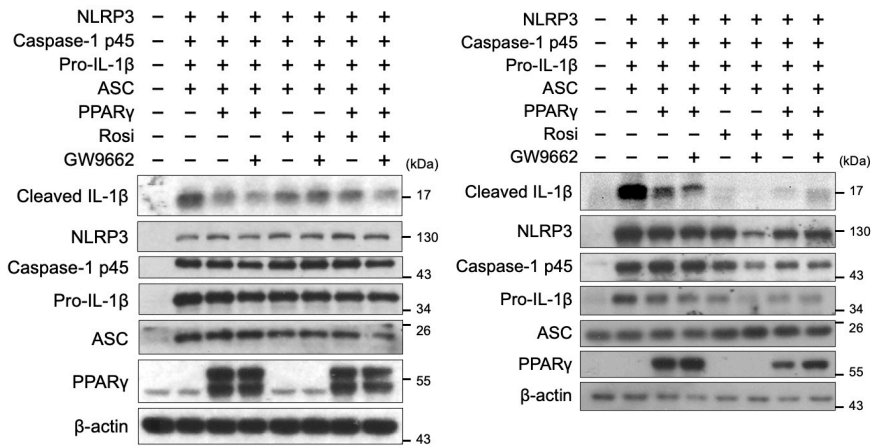 NLRP3 – + + + + + + +
Caspase-1 p45 – + + + + + + +
Pro-IL-1β – + + + + + + +
ASC – + + + + + + +
PPARγ – – + + – – + +
Rosi – – – – + + + +
GW9662 – – – + – + – +
(kDa)
Cleaved IL-1β 17
NLRP3 130
Caspase-1 p45 43
Pro-IL-1β 34
ASC 26
PPARγ 55
β-actin 43
NLRP3 – + + + + + + +
Caspase-1 p45 – + + + + + + +
Pro-IL-1β – + + + + + + +
ASC – + + + + + + +
PPARγ – – + + – – + +
Rosi – – – – + + + +
GW9662 – – – + – + – +
(kDa)
Cleaved IL-1β 17
NLRP3 130
Caspase-1 p45 43
Pro-IL-1β 34
ASC 26
PPARγ 55
β-actin 43